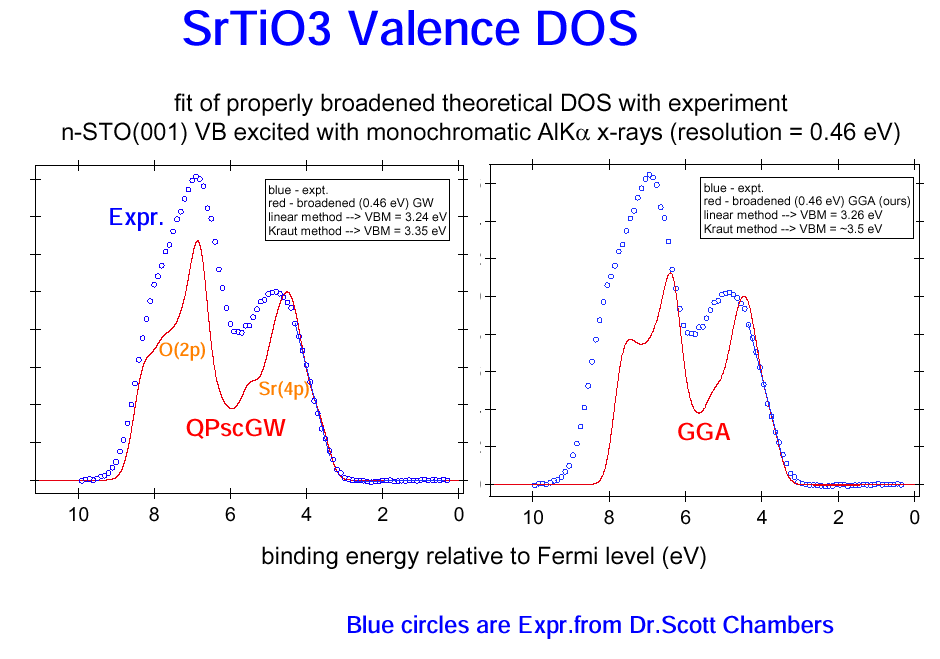 SrTiO3 Valence DOS
fit of properly broadened theoretical DOS with experiment
n-STO(001) VB excited with monochromatic AlKα x-rays (resolution = 0.46 eV)
blue - expt.
red - broadened (0.46 eV) GW
linear method --> VBM = 3.24 eV
Kraut method --> VBM = 3.35 eV
Expr.
O(2p)
Sr(4p)
QPscGW
10 8 6 4 2 0
blue - expt.
red - broadened (0.46 eV) GGA (ours)
linear method --> VBM = 3.26 eV
Kraut method --> VBM = ~3.5 eV
GGA
10 8 6 4 2 0
binding energy relative to Fermi level (eV)
Blue circles are Expr.from Dr.Scott Chambers